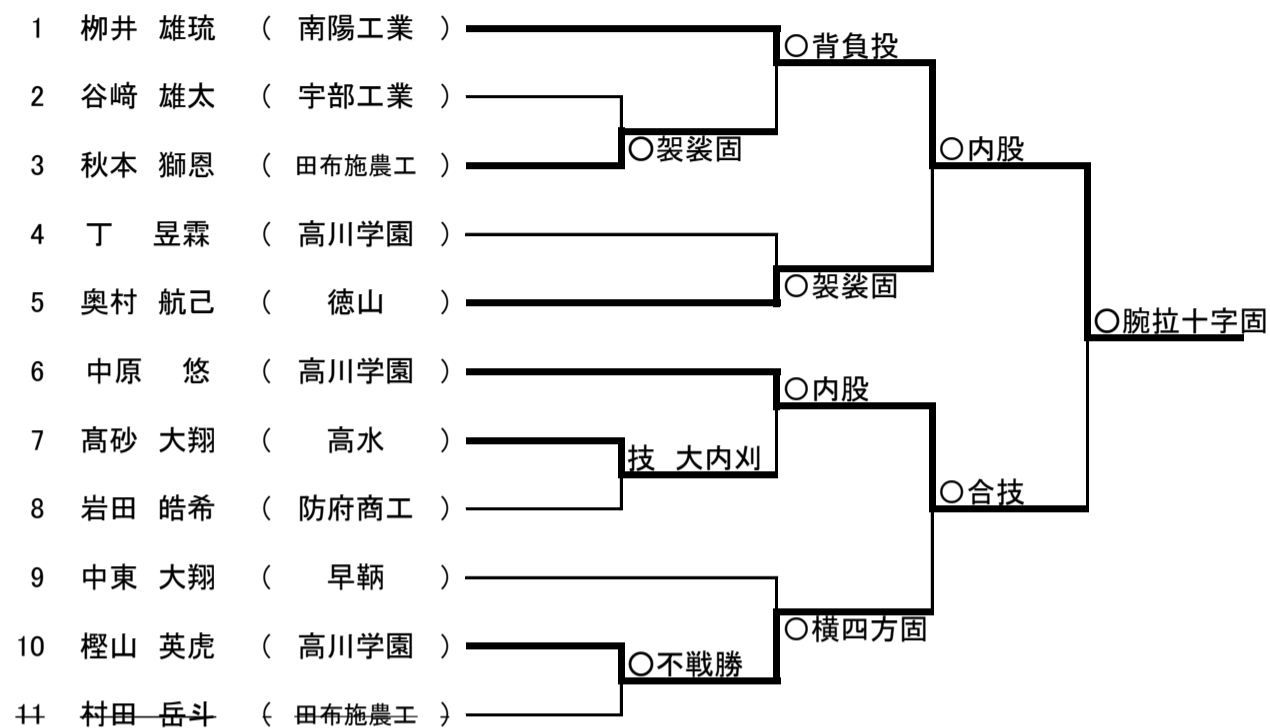 1 栁井 雄琉 ( 南陽工業 )
○背負投
2 谷﨑 雄太 ( 宇部工業 )
○袈裟固
○内股
3 秋本 獅恩 ( 田布施農工 )
4 丁 昱霖 ( 高川学園 )
○袈裟固
5 奥村 航己 ( 徳山 )
○腕拉十字固
6 中原 悠 ( 高川学園 )
○内股
7 髙砂 大翔 ( 高水 )
技 大内刈
○合技
8 岩田 皓希 ( 防府商工 )
9 中東 大翔 ( 早鞆 )
○横四方固
10 樫山 英虎 ( 高川学園 )
○不戦勝
11 村田 岳斗 ( 田布施農工 )